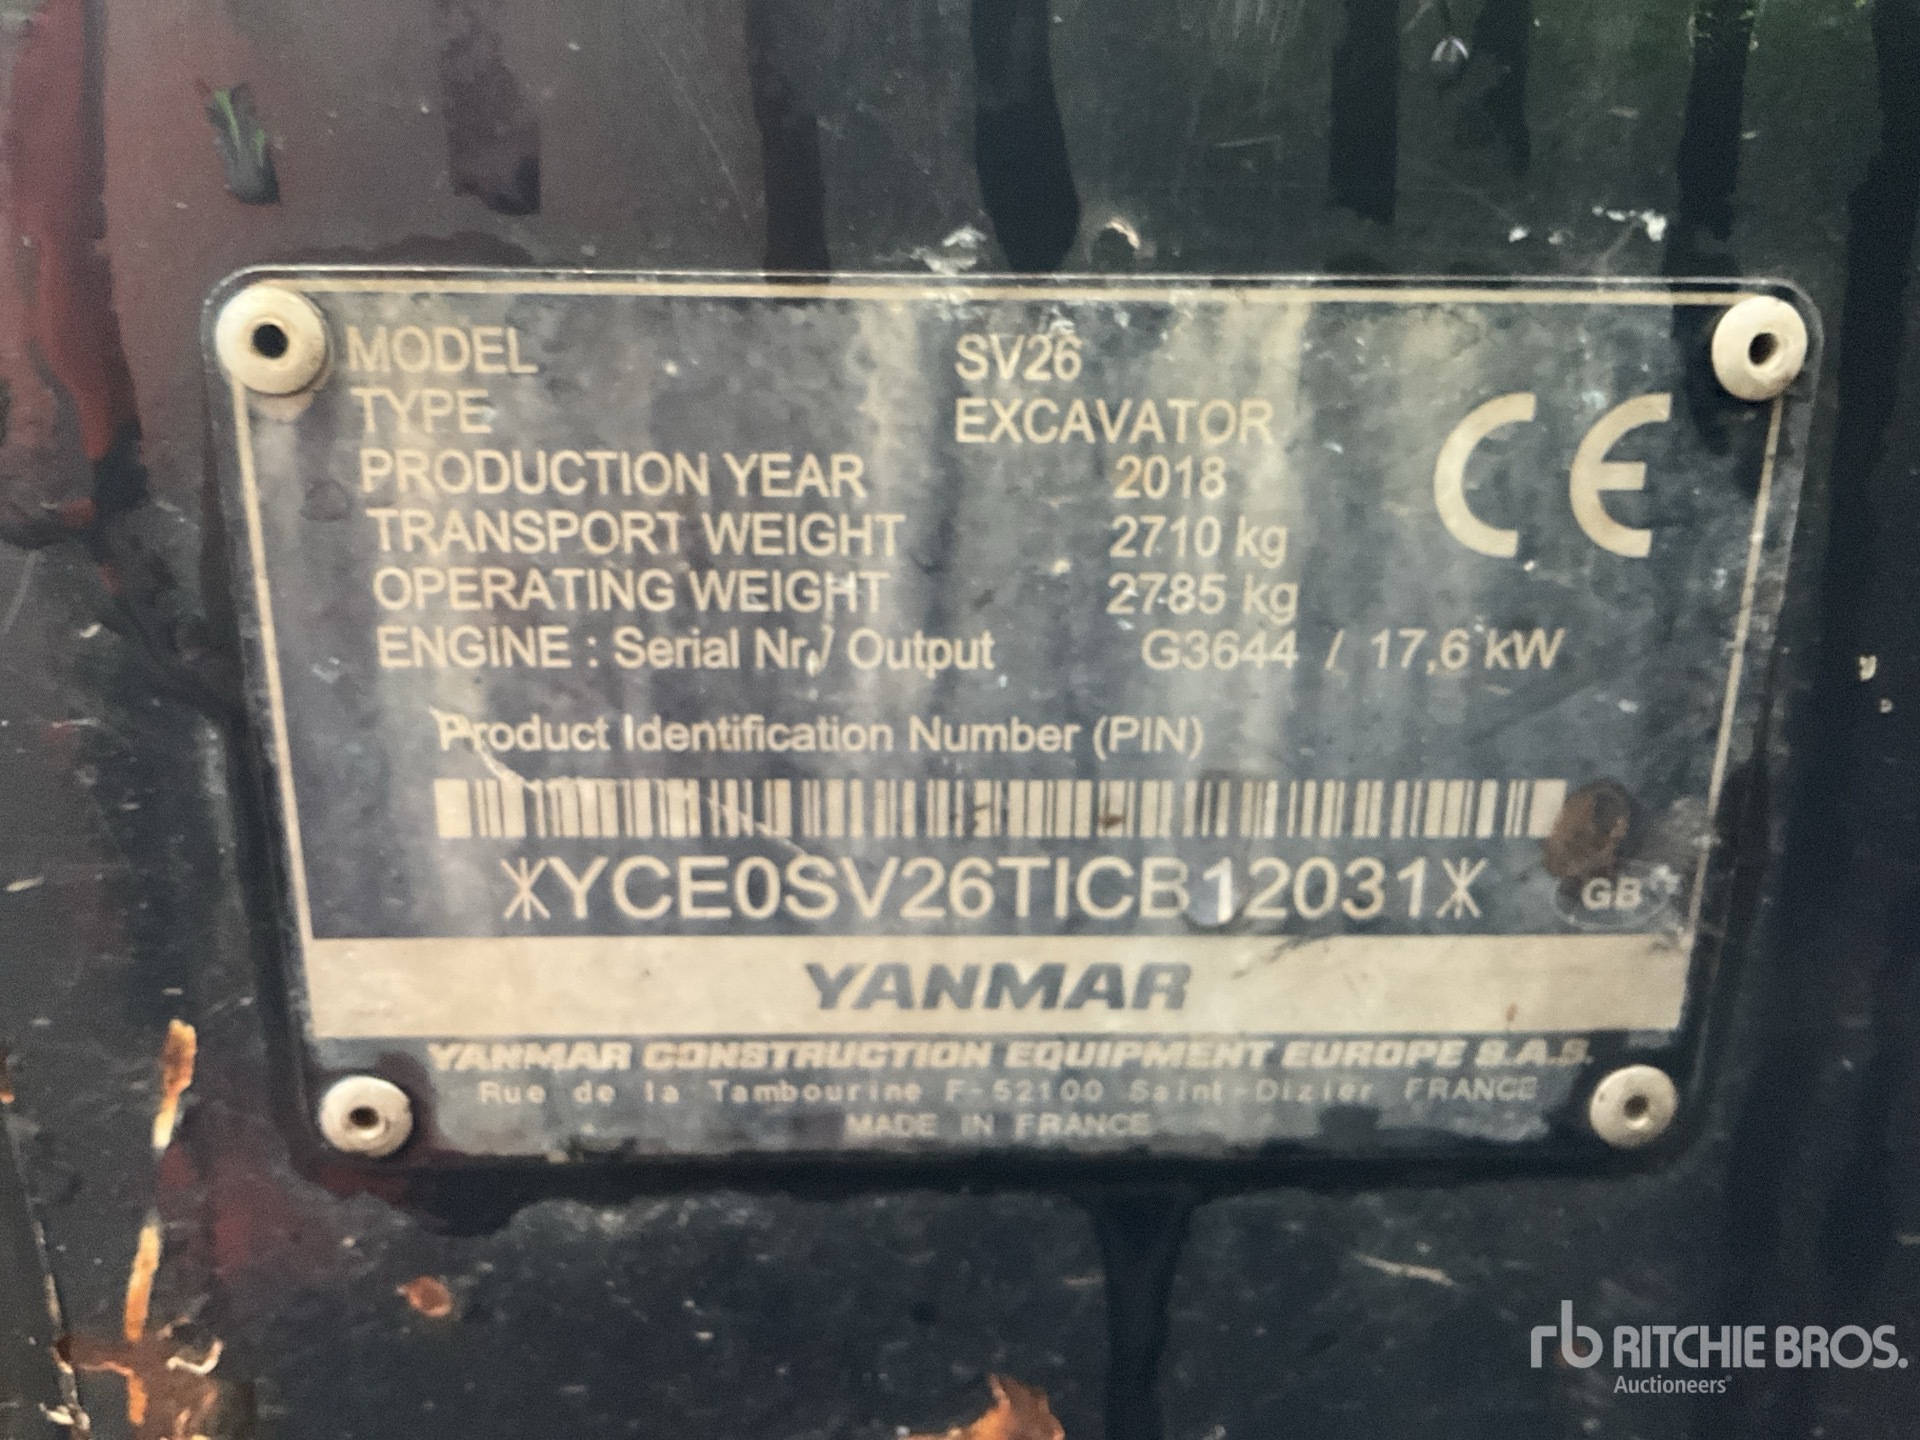 MODEL SV26
TYPE EXCAVATOR
PRODUCTION YEAR 2018
TRANSPORT WEIGHT 2710 kg
OPERATING WEIGHT 2785 kg
ENGINE : Serial Nr. / Output G3644 / 17,6 kW
CE
Product Identification Number (PIN)
*YCE0SV26TICB12031*
GB
YANMAR
YANMAR CONSTRUCTION EQUIPMENT EUROPE S.A.S.
Rue de la Tambourine F-52100 Saint-Dizier FRANCE
MADE IN FRANCE
rb RITCHIE BROS.
Auctioneers®